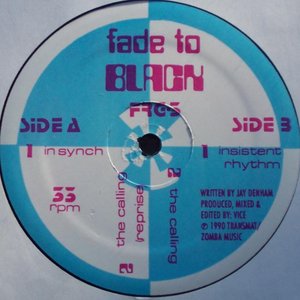 fade to
BLACK
FRGS
SIDE A
1 in synch
2 the calling
(reprise)
33
rpm
SIDE B
1 insistent
rhythm
2 the calling
WRITTEN BY JAY DENHAM
PRODUCED, MIXED &
EDITED BY: VICE
℗ 1990 TRANSMAT/
ZOMBA MUSIC.